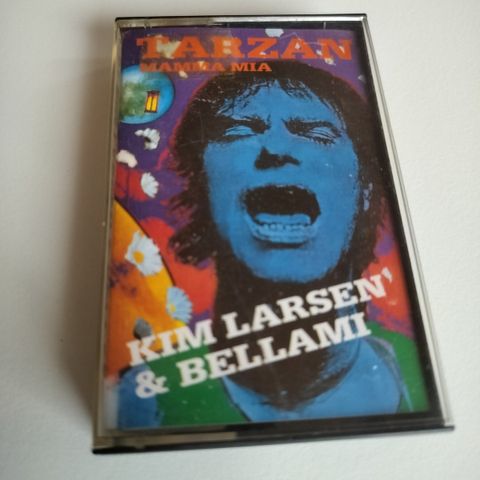 TARZAN
MAMMA MIA
KIM LARSEN'
& BELLAMI